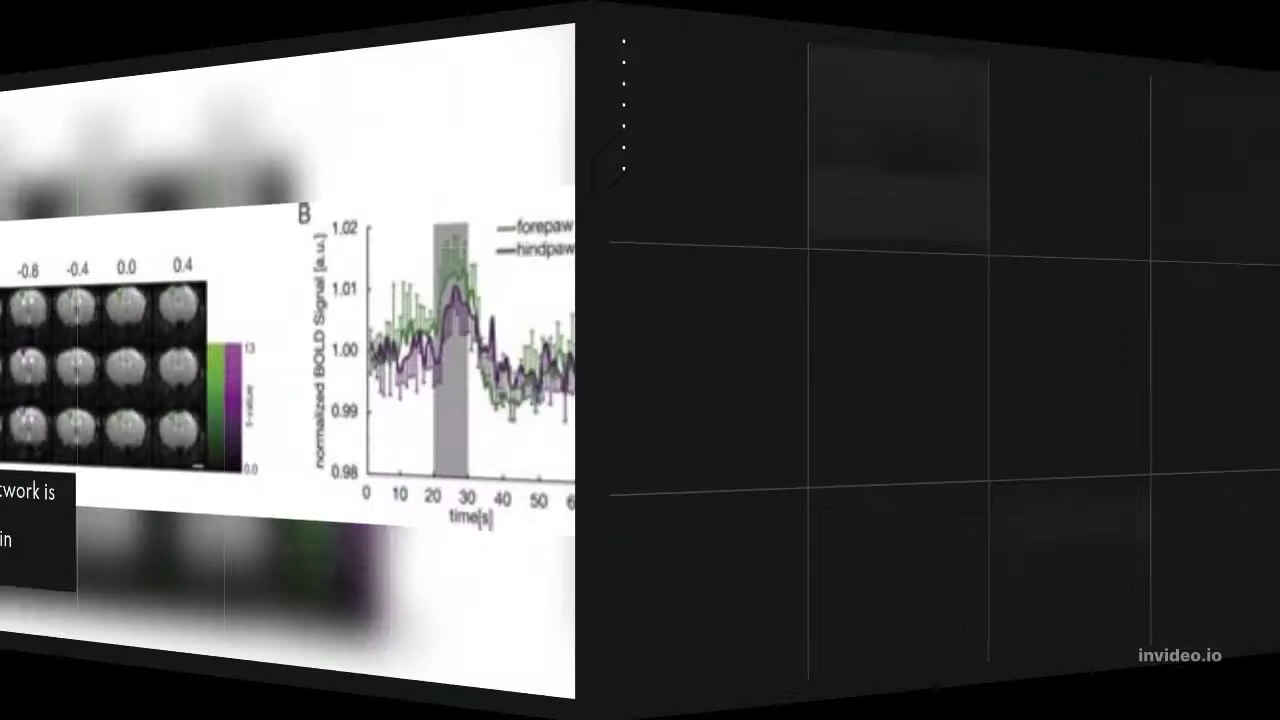 B
-0.8 -0.4 0.0 0.4
13
t-value
0.0
normalized BOLD Signal [a.u.]
1.02
1.01
1.00
0.99
0.98
forepaw
hindpaw
0 10 20 30 40 50
time[s]
work is
in
invideo.io